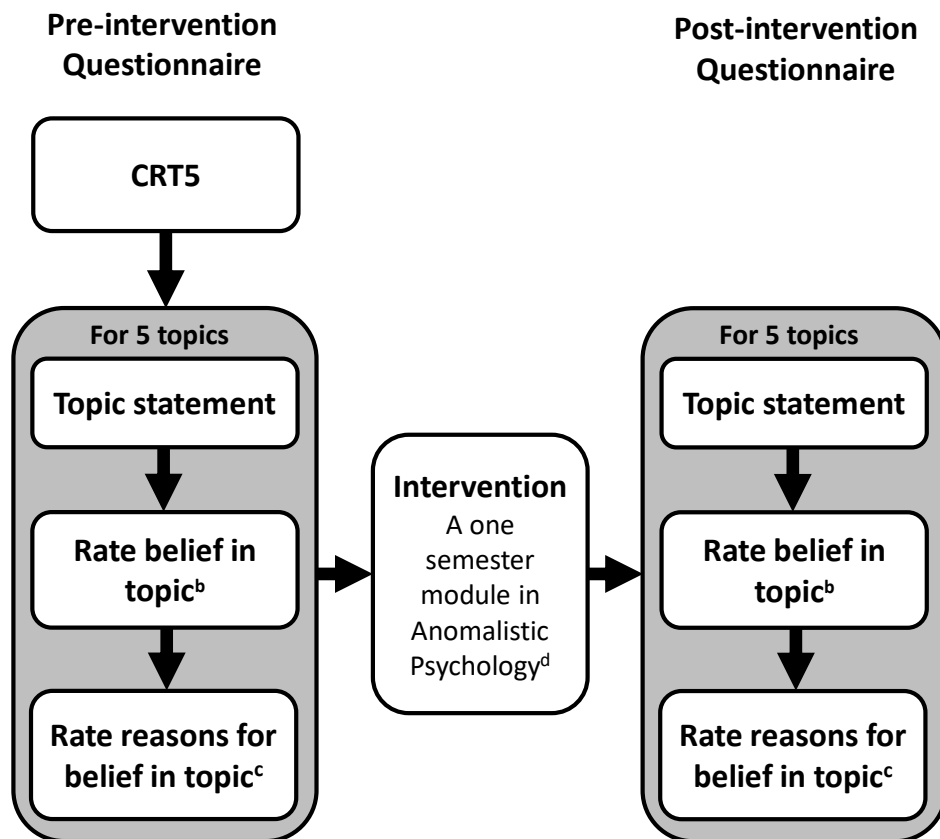 Pre-intervention
Questionnaire
CRT5
For 5 topics
Topic statement
Rate belief in
topicᵇ
Rate reasons for
belief in topicᶜ
Intervention
A one
semester
module in
Anomalistic
Psychologyᵈ
Post-intervention
Questionnaire
For 5 topics
Topic statement
Rate belief in
topicᵇ
Rate reasons for
belief in topicᶜ